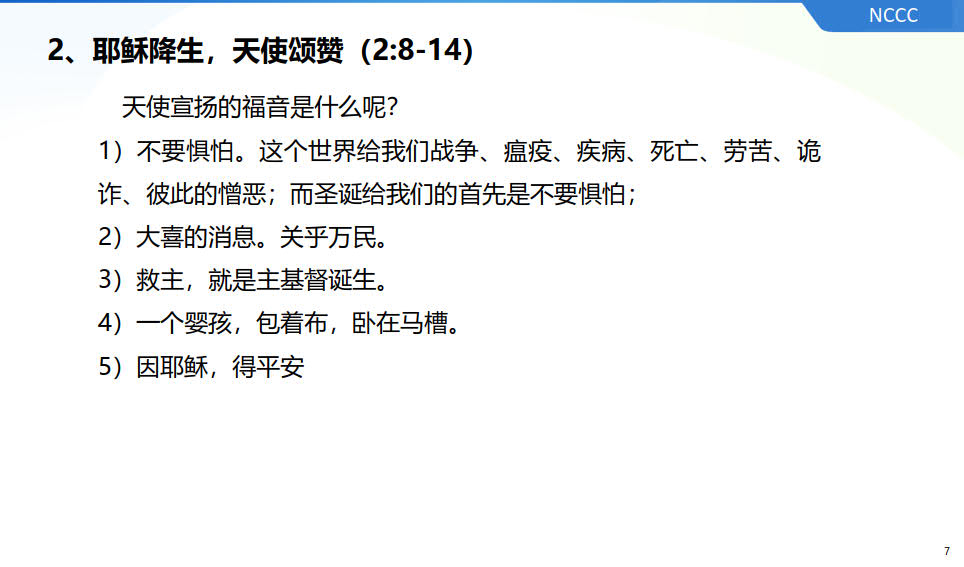 NCCC
2、耶稣降生，天使颂赞（2:8-14）
天使宣扬的福音是什么呢？
1）不要惧怕。这个世界给我们战争、瘟疫、疾病、死亡、劳苦、诡
诈、彼此的憎恶；而圣诞给我们的首先是不要惧怕；
2）大喜的消息。关乎万民。
3）救主，就是主基督诞生。
4）一个婴孩，包着布，卧在马槽。
5）因耶稣，得平安
7